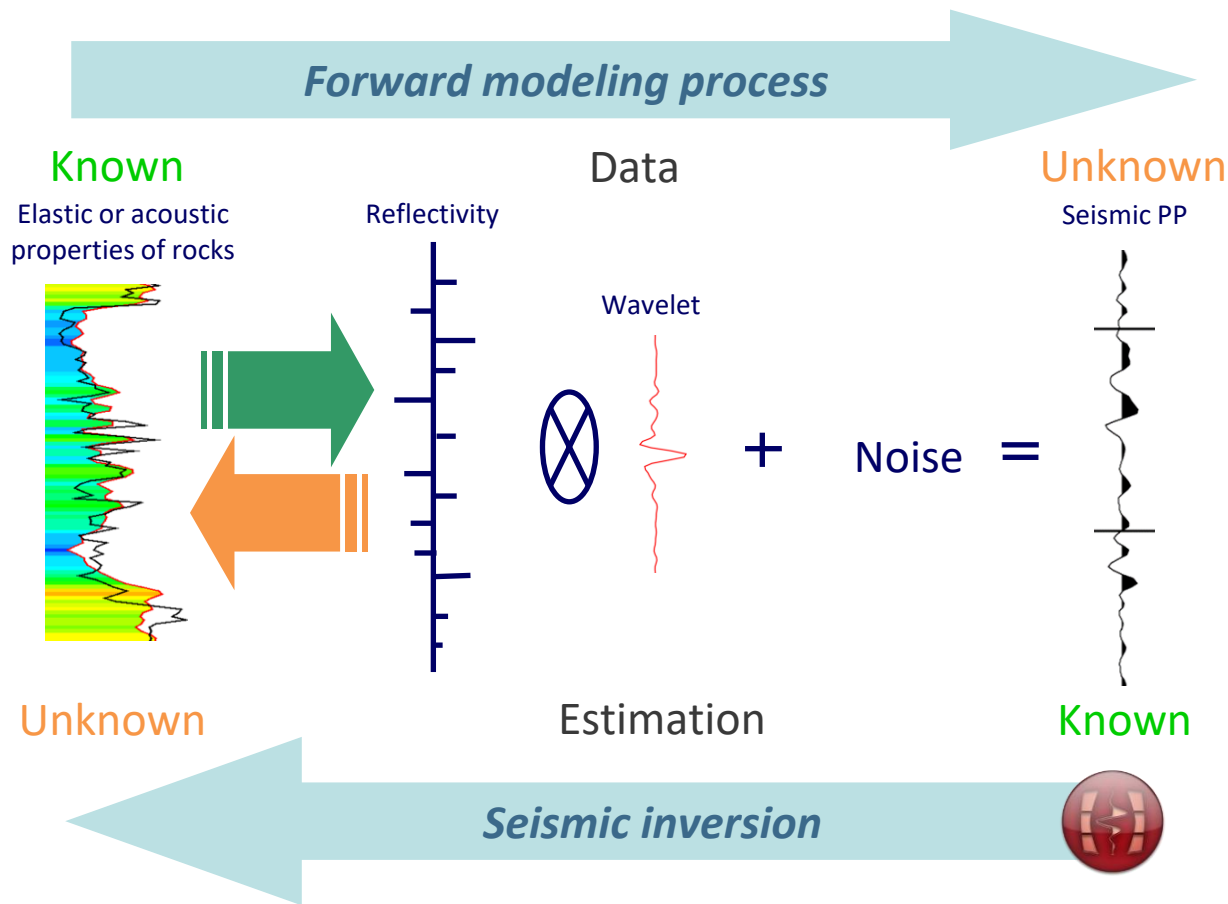 Forward modeling process
Known
Data
Unknown
Elastic or acoustic
properties of rocks
Reflectivity
Seismic PP
Wavelet
+
Noise
=
Unknown
Estimation
Known
Seismic inversion